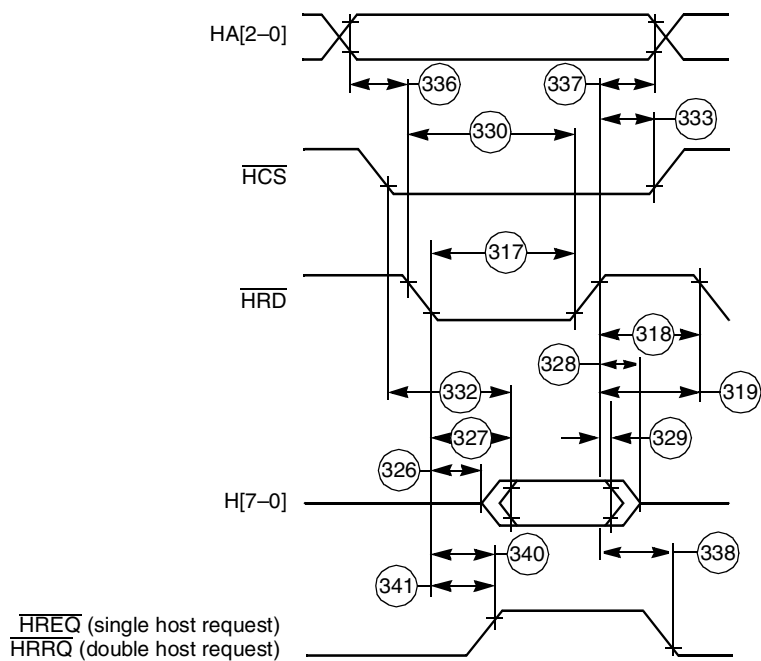 HA[2–0]
336
337
333
330
HCS
317
HRD
318
328
332
319
327
329
326
H[7–0]
340
338
341
HREQ (single host request)
HRRQ (double host request)